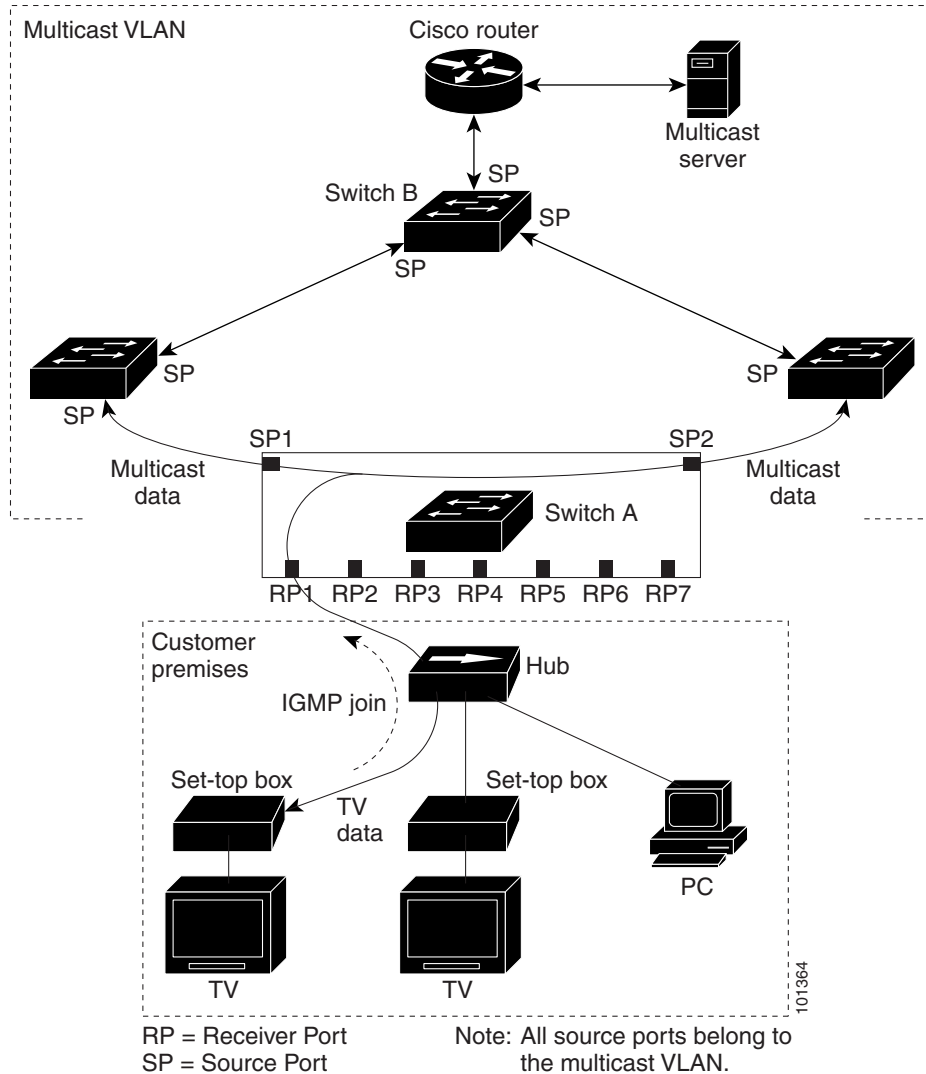 Multicast VLAN
Cisco router
Multicast
server
SP
Switch B
SP
SP
SP
SP
SP
SP1
SP2
Multicast
data
Multicast
data
Switch A
RP1 RP2 RP3 RP4 RP5 RP6 RP7
Customer
premises
Hub
IGMP join
Set-top box
Set-top box
TV
data
PC
TV
TV
101364
RP = Receiver Port
SP = Source Port
Note: All source ports belong to
the multicast VLAN.